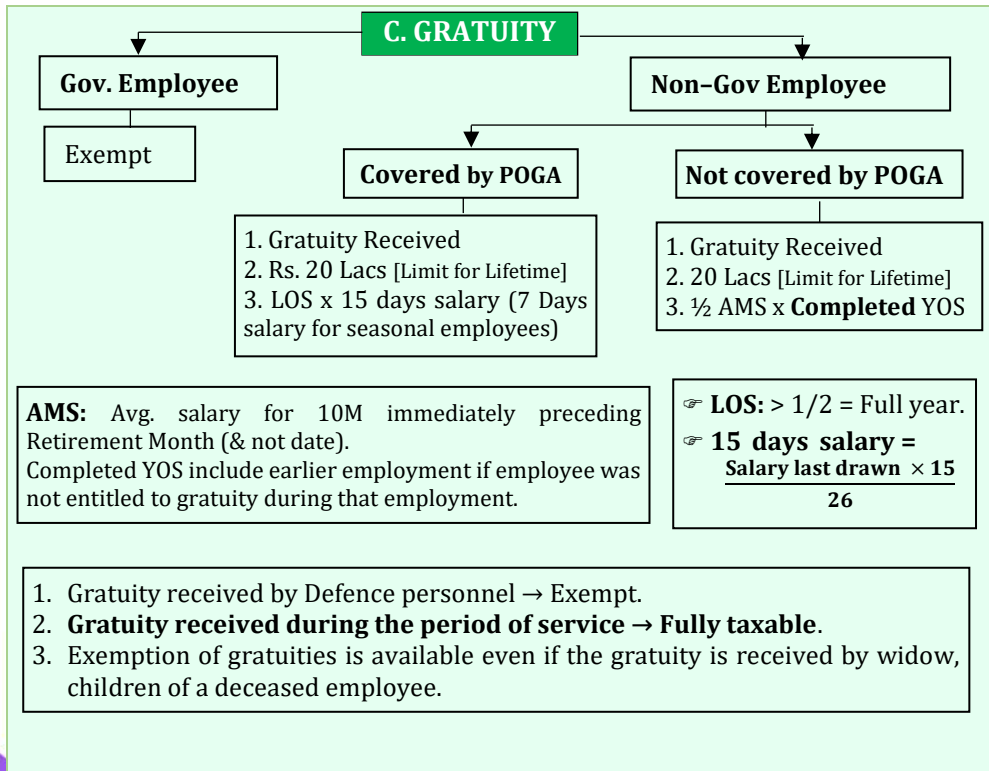 C. GRATUITY
Gov. Employee
Non–Gov Employee
Exempt
Covered by POGA
Not covered by POGA
1. Gratuity Received
2. Rs. 20 Lacs [Limit for Lifetime]
3. LOS x 15 days salary (7 Days
salary for seasonal employees)
1. Gratuity Received
2. 20 Lacs [Limit for Lifetime]
3. ½ AMS x Completed YOS
AMS: Avg. salary for 10M immediately preceding
Retirement Month (& not date).
Completed YOS include earlier employment if employee was
not entitled to gratuity during that employment.
☞ LOS: > 1/2 = Full year.
☞ 15 days salary =
Salary last drawn × 15
26
1. Gratuity received by Defence personnel → Exempt.
2. Gratuity received during the period of service → Fully taxable.
3. Exemption of gratuities is available even if the gratuity is received by widow,
children of a deceased employee.